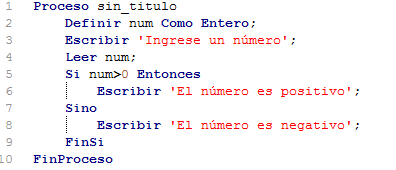 1 Proceso sin_titulo
2 Definir num Como Entero;
3 Escribir 'Ingrese un número';
4 Leer num;
5 Si num>0 Entonces
6 Escribir 'El número es positivo';
7 Sino
8 Escribir 'El número es negativo';
9 FinSi
10 FinProceso